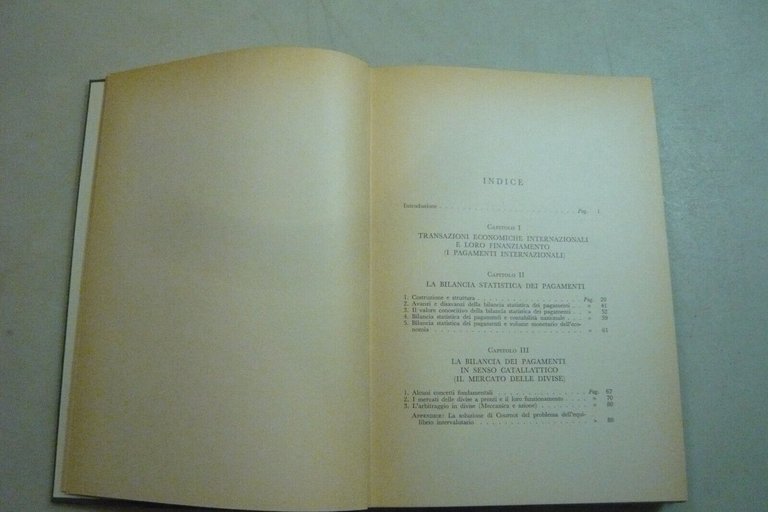 INDICE
Introduzione . . . . . . . . . . . . . . . . . . . . Pag. 1
CAPITOLO I
TRANSAZIONI ECONOMICHE INTERNAZIONALI
E LORO FINANZIAMENTO
(I PAGAMENTI INTERNAZIONALI)
CAPITOLO II
LA BILANCIA STATISTICA DEI PAGAMENTI
1. Costruzione e struttura . . . . . . . . . . . . Pag. 29
2. Avanzi e disavanzi della bilancia statistica dei pagamenti . . » 41
3. Il valore conoscitivo della bilancia statistica dei pagamenti . . » 52
4. Bilancia statistica dei pagamenti e contabilità nazionale . . . » 59
5. Bilancia statistica dei pagamenti e volume monetario dell'eco-
nomia . . . . . . . . . . . . . . . . . . » 61
CAPITOLO III
LA BILANCIA DEI PAGAMENTI
IN SENSO CATALLATTICO
(IL MERCATO DELLE DIVISE)
1. Alcuni concetti fondamentali . . . . . . . . . . Pag. 67
2. I mercati delle divise a pronti e il loro funzionamento . . . » 70
3. L'arbitraggio in divise (Meccanica e azione) . . . . . . » 80
APPENDICE: La soluzione di COURNOT del problema dell'equi-
librio intervalutario . . . . . . . . . . . . . » 88